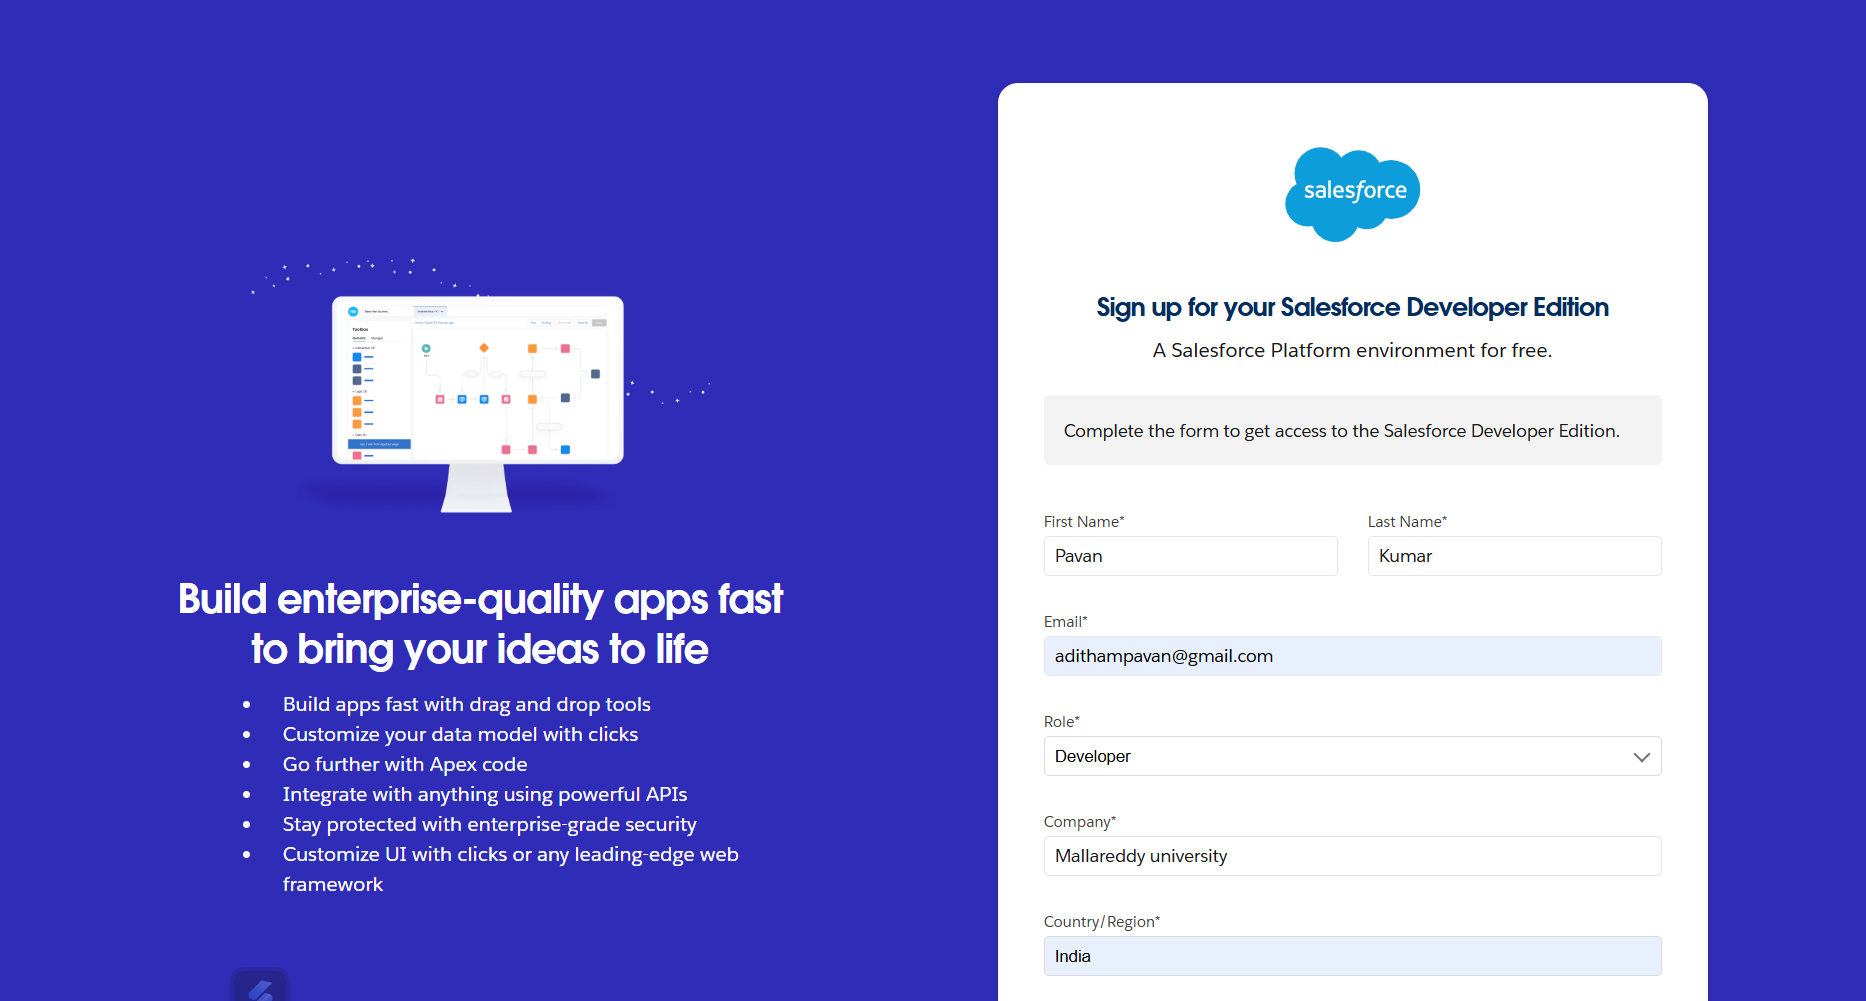 Toolbox
Build enterprise-quality apps fast
to bring your ideas to life
• Build apps fast with drag and drop tools
• Customize your data model with clicks
• Go further with Apex code
• Integrate with anything using powerful APIs
• Stay protected with enterprise-grade security
• Customize UI with clicks or any leading-edge web
framework
salesforce
Sign up for your Salesforce Developer Edition
A Salesforce Platform environment for free.
Complete the form to get access to the Salesforce Developer Edition.
First Name* Last Name*
Pavan Kumar
Email*
adithampavan@gmail.com
Role*
Developer
Company*
Mallareddy university
Country/Region*
India